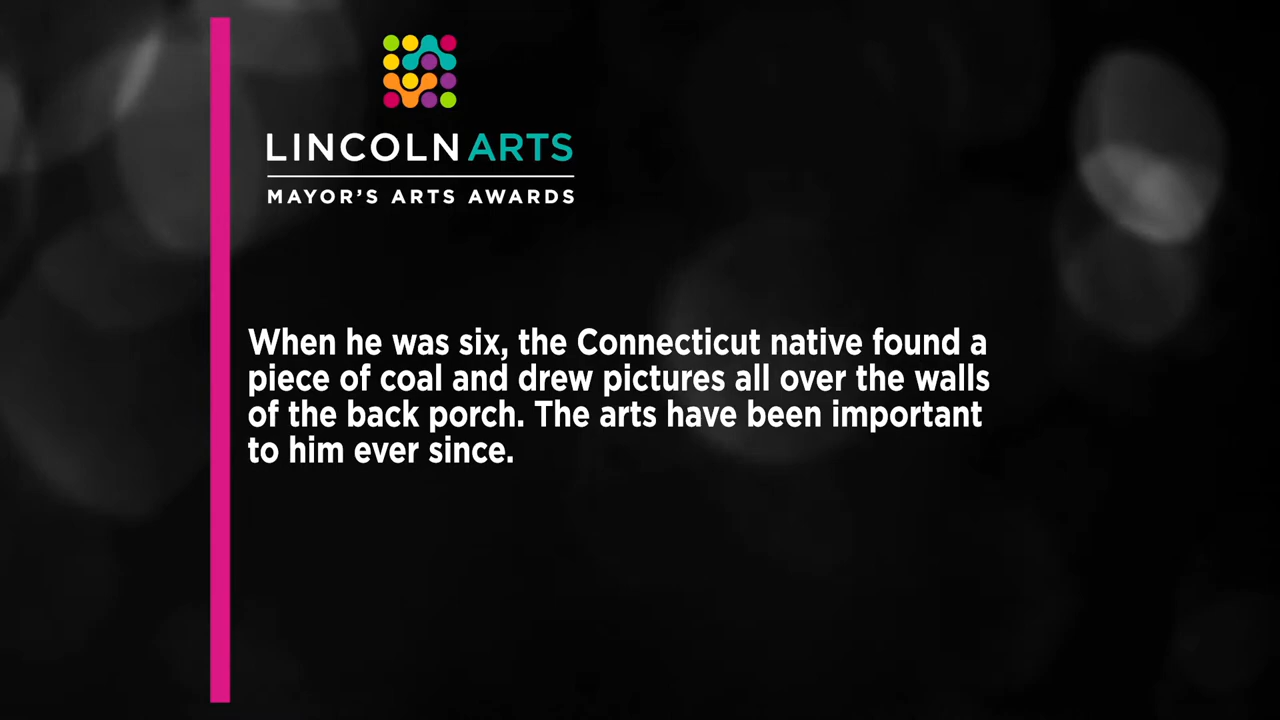 LINCOLN ARTS
MAYOR'S ARTS AWARDS
When he was six, the Connecticut native found a
piece of coal and drew pictures all over the walls
of the back porch. The arts have been important
to him ever since.